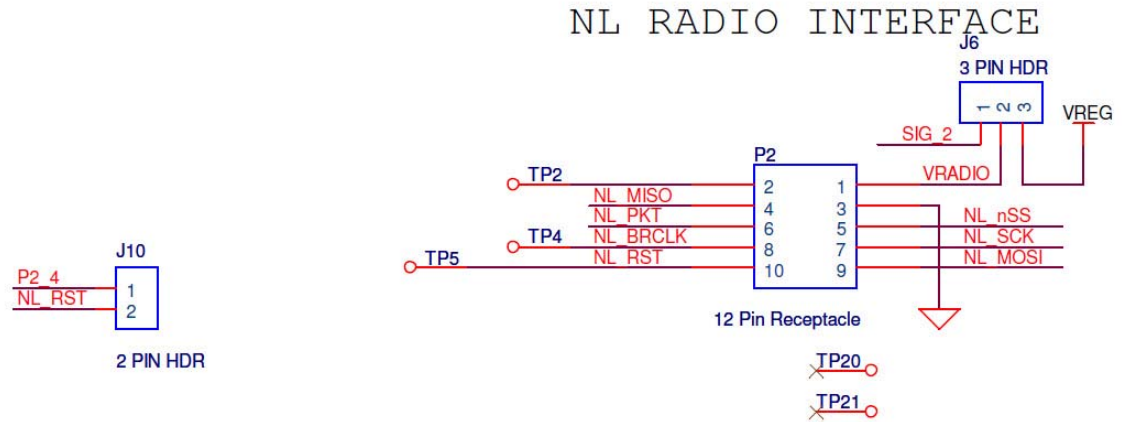 NL RADIO INTERFACE
J6
3 PIN HDR
1 2 3
VREG
SIG_2
P2
VRADIO
TP2
2 1
NL_MISO
4 3
NL_PKT
6 5
NL_nSS
TP4
NL_BRCLK
8 7
NL_SCK
TP5
NL_RST
10 9
NL_MOSI
12 Pin Receptacle
J10
P2_4
1
NL_RST
2
2 PIN HDR
TP20
TP21